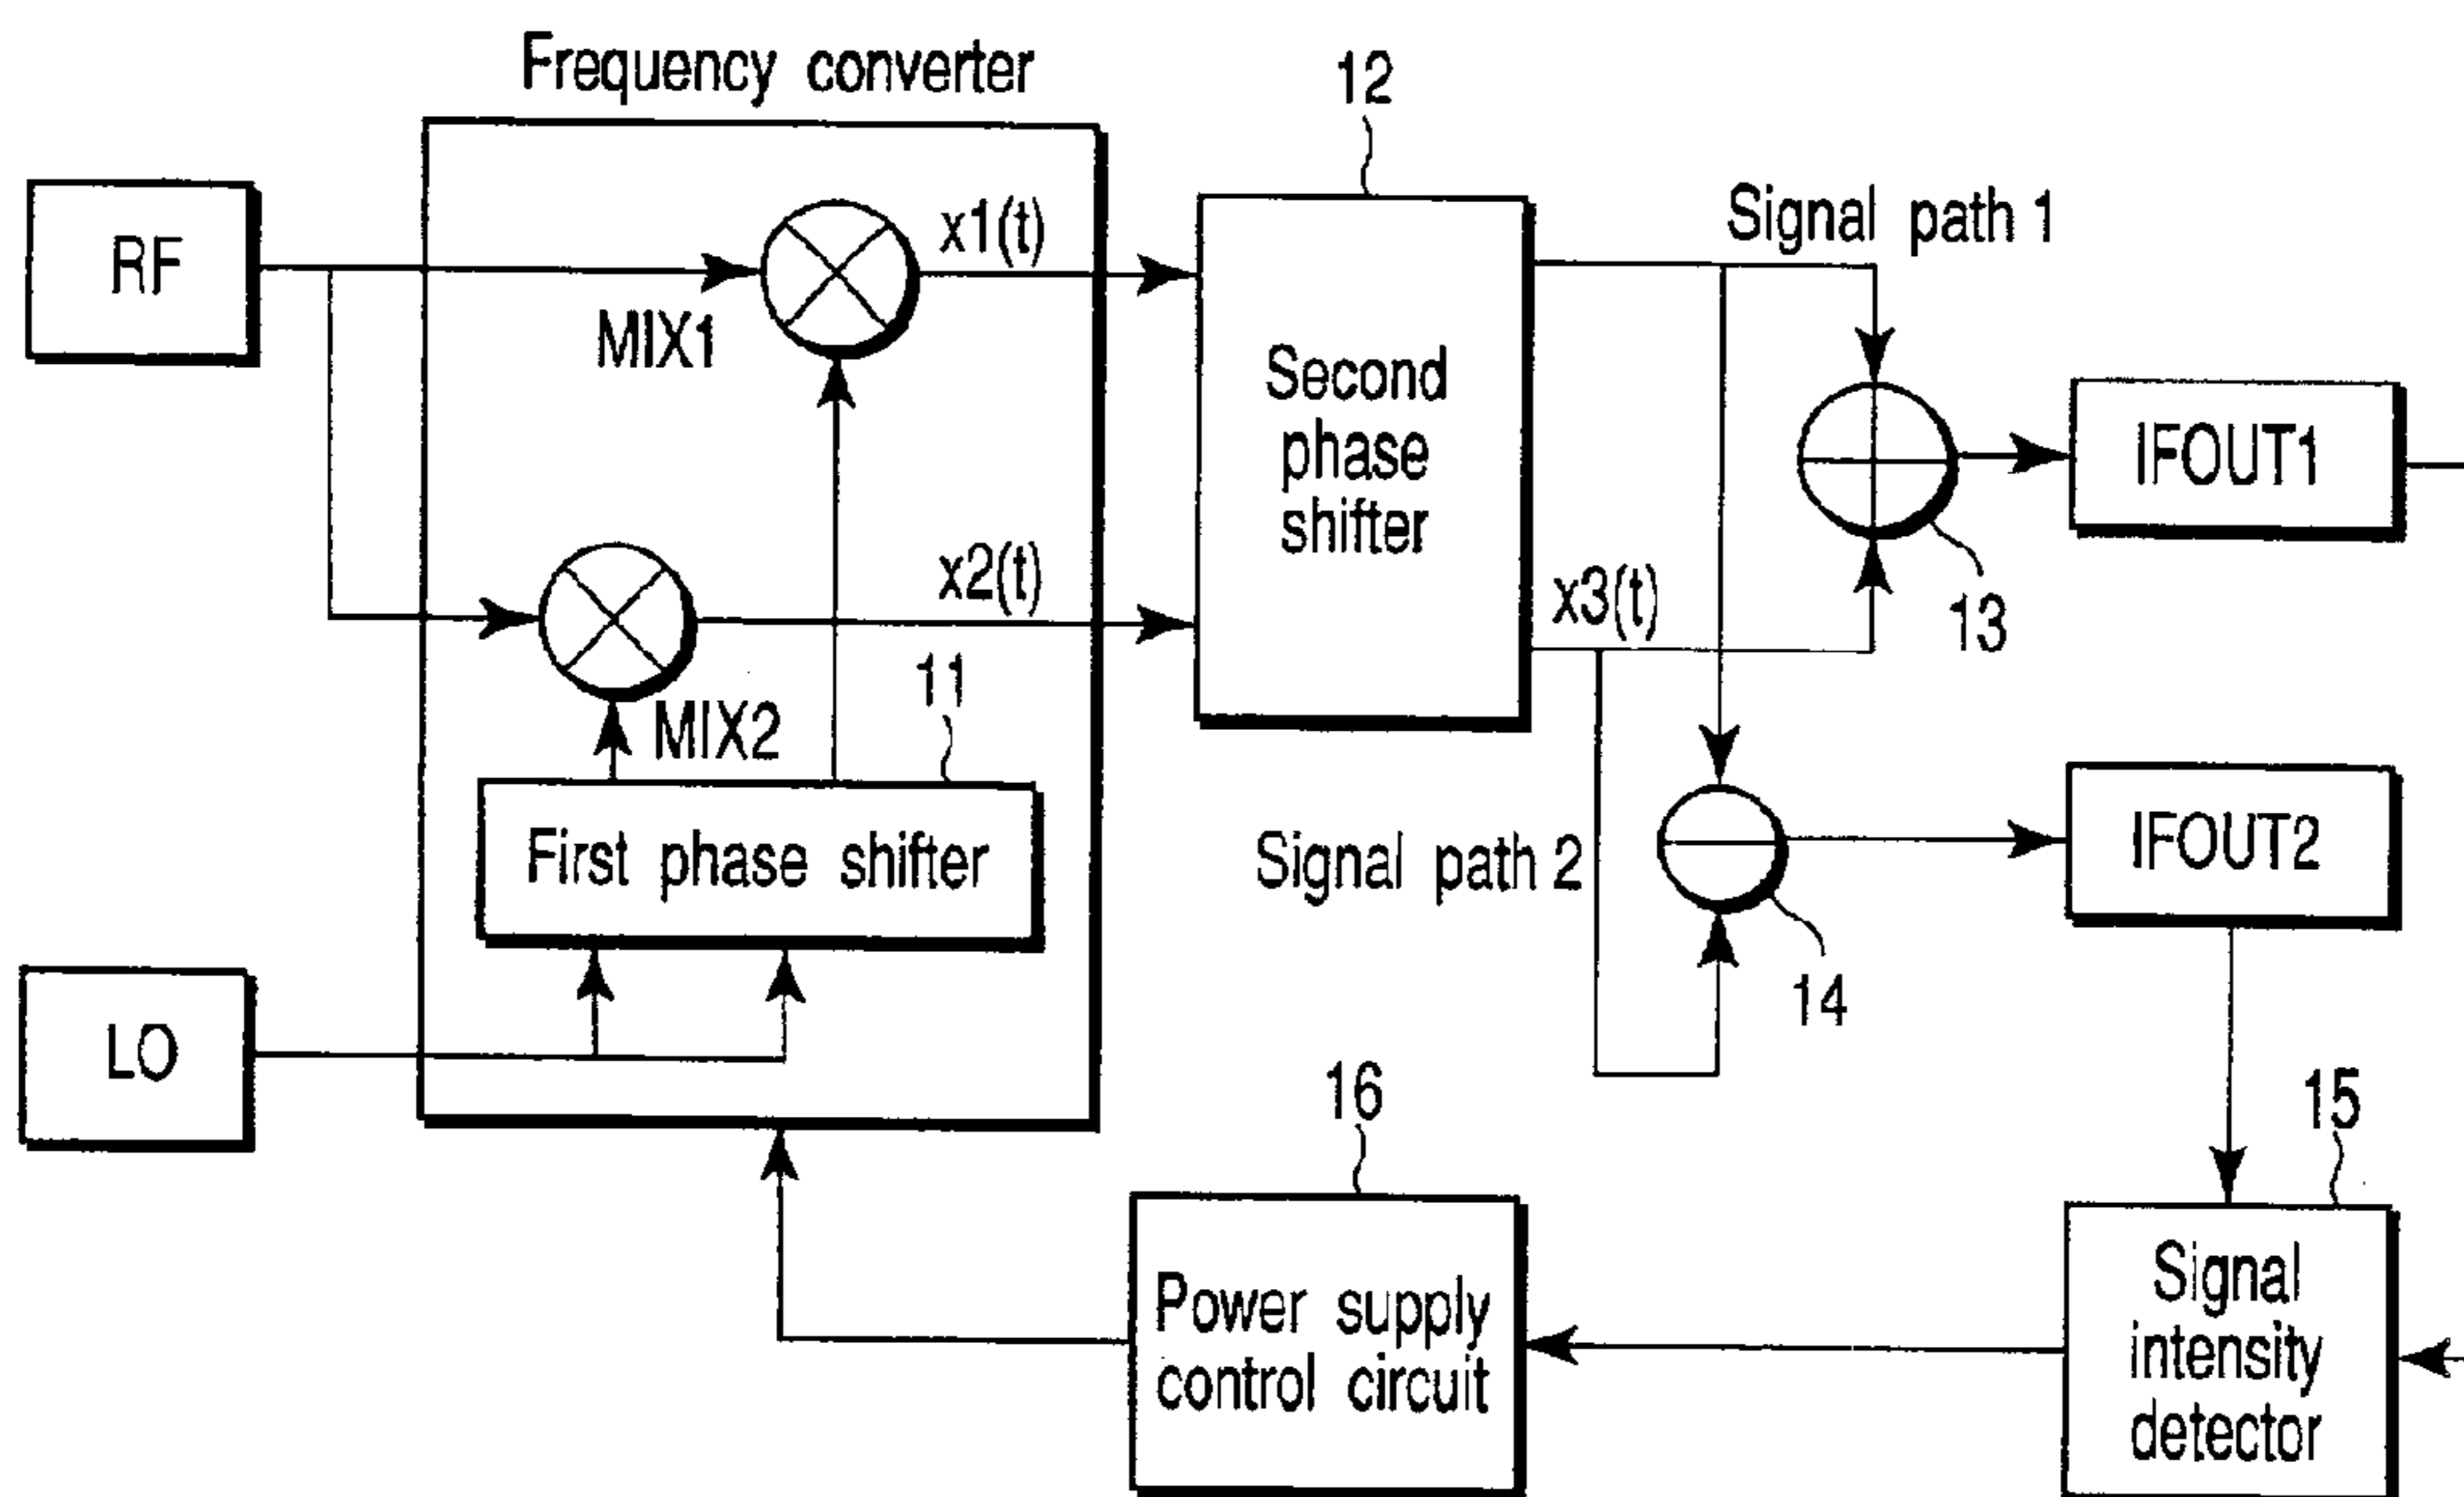 Frequency converter
12
RF
x1(t)
Signal path 1
MIX1
Second
phase
shifter
IFOUT1
x2(t)
x3(t)
13
11
MIX2
First phase shifter
Signal path 2
IFOUT2
14
LO
16
15
Power supply
control circuit
Signal
intensity
detector